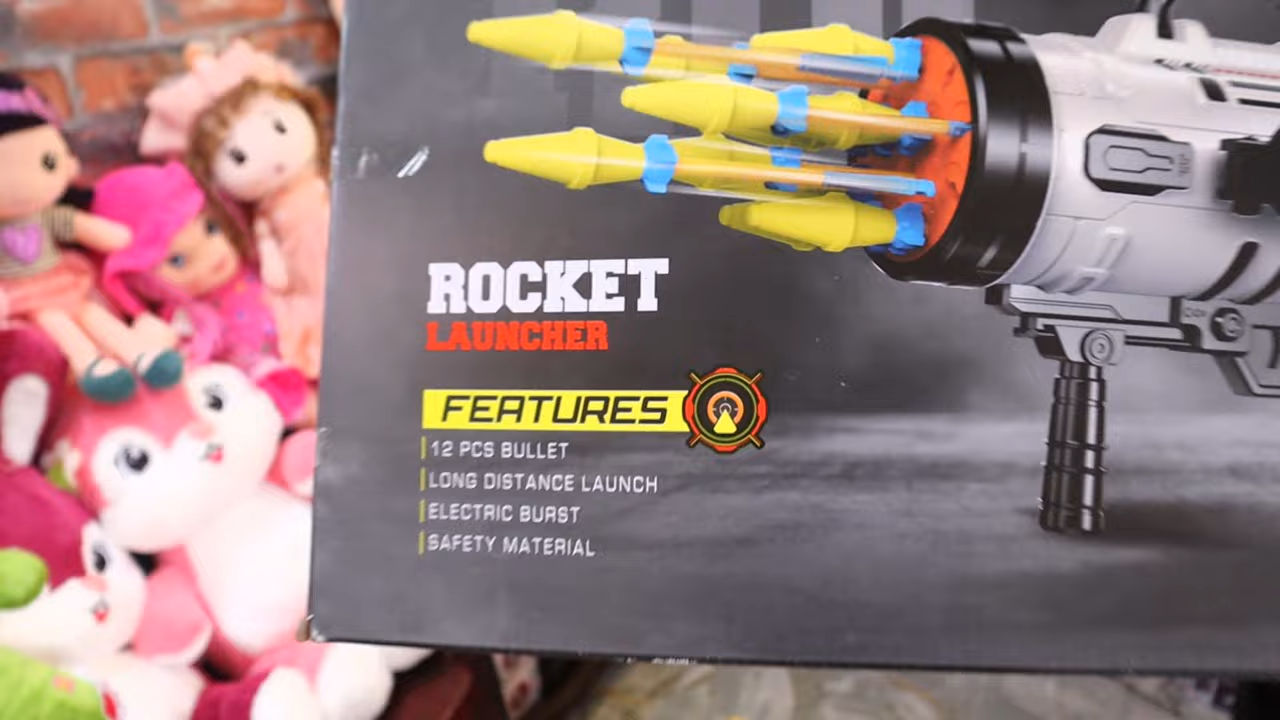 ROCKET
LAUNCHER
FEATURES
12 PCS BULLET
LONG DISTANCE LAUNCH
ELECTRIC BURST
SAFETY MATERIAL